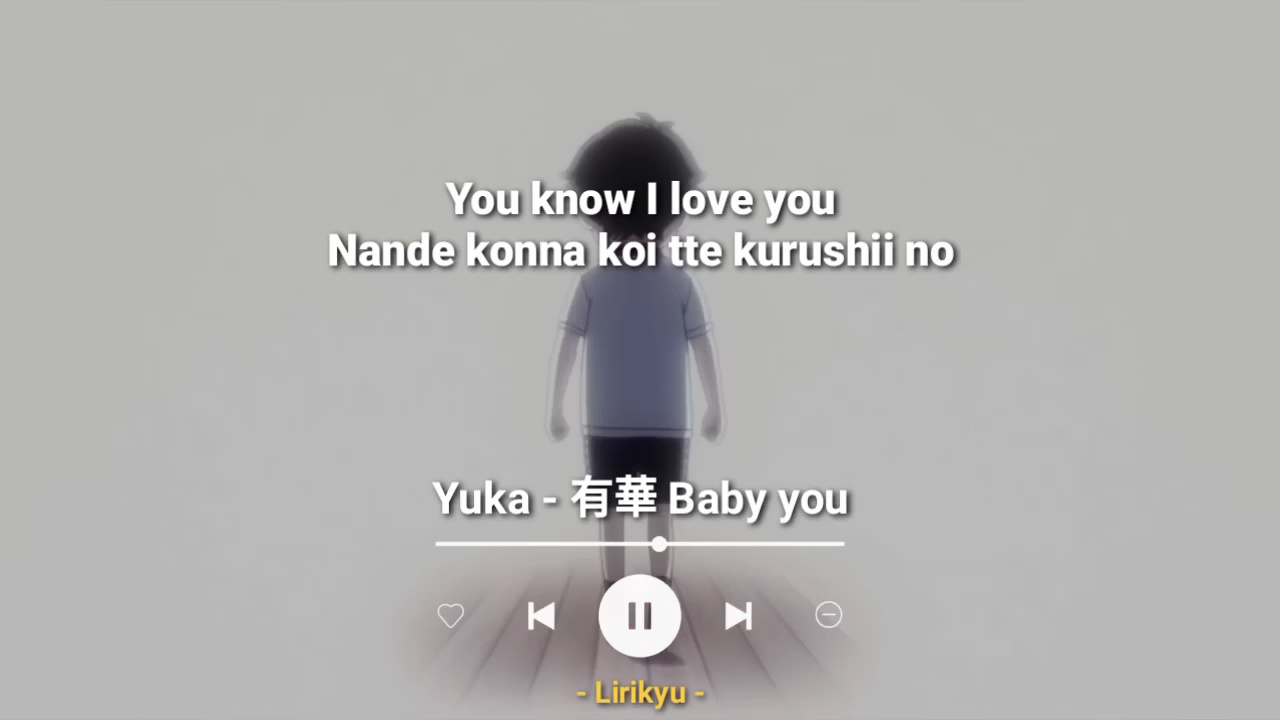 You know I love you
Nande konna koi tte kurushii no
Yuka - 有華 Baby you
- Lirikyu -